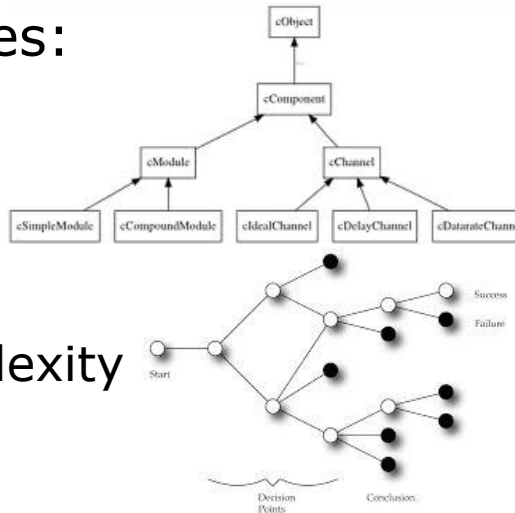 es:
cObject
...
cComponent
cModule
cChannel
cSimpleModule
cCompoundModule
cIdealChannel
cDelayChannel
cDatarateChann
Success
Failure
lexity
Start
Decision
Points
Conclusion